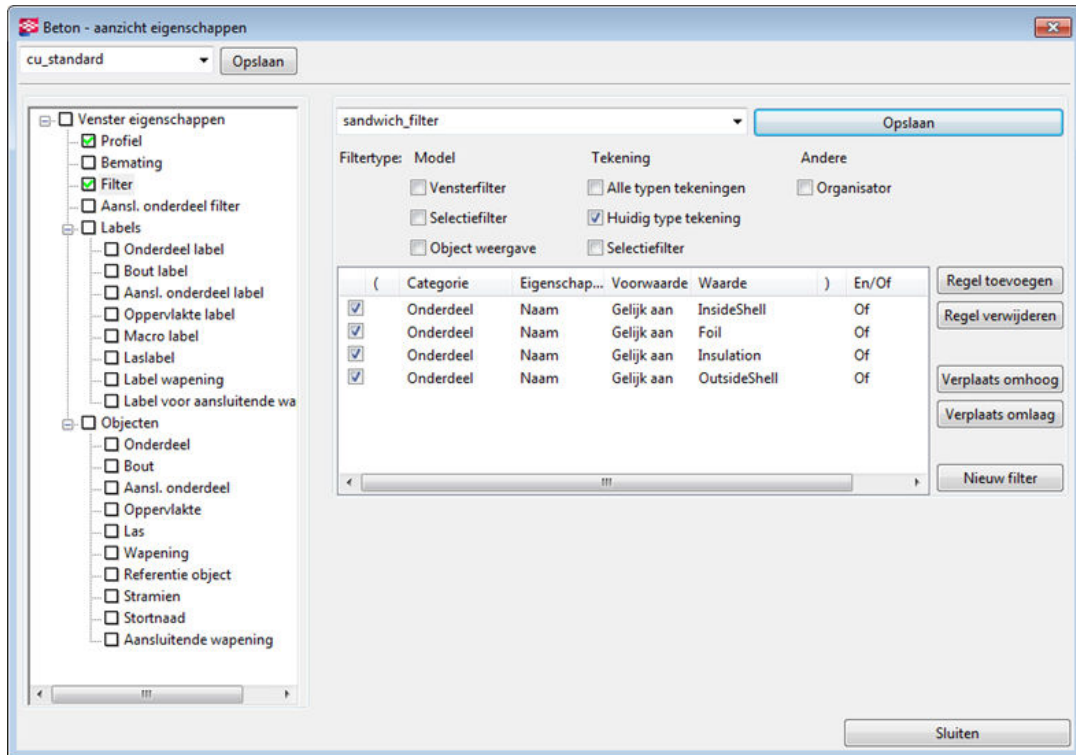 Beton - aanzicht eigenschappen
cu_standard Opslaan
Venster eigenschappen
Profiel
Bemating
Filter
Aansl. onderdeel filter
Labels
Onderdeel label
Bout label
Aansl. onderdeel label
Oppervlakte label
Macro label
Laslabel
Label wapening
Label voor aansluitende wa
Objecten
Onderdeel
Bout
Aansl. onderdeel
Oppervlakte
Las
Wapening
Referentie object
Stramien
Stortnaad
Aansluitende wapening
sandwich_filter Opslaan
Filtertype: Model Tekening Andere
Vensterfilter Alle typen tekeningen Organisator
Selectiefilter Huidig type tekening
Object weergave Selectiefilter
( Categorie Eigenschap... Voorwaarde Waarde ) En/Of
Onderdeel Naam Gelijk aan InsideShell Of
Onderdeel Naam Gelijk aan Foil Of
Onderdeel Naam Gelijk aan Insulation Of
Onderdeel Naam Gelijk aan OutsideShell Of
Regel toevoegen
Regel verwijderen
Verplaats omhoog
Verplaats omlaag
Nieuw filter
Sluiten